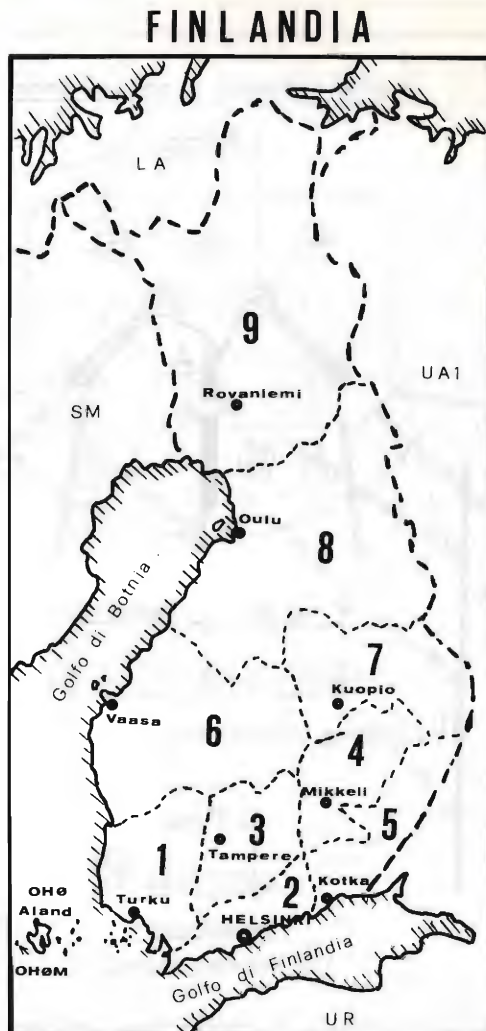 FINLANDIA
LA
9
UA1
Rovaniemi
SM
Oulu
8
Golfo di Botnia
7
Kuopio
Vaasa
6
4
Mikkeli
5
3
1
Tampere
2
Kotka
OHØ
Aland
Turku
HELSINKI
OHØM
Golfo di Finlandia
UR